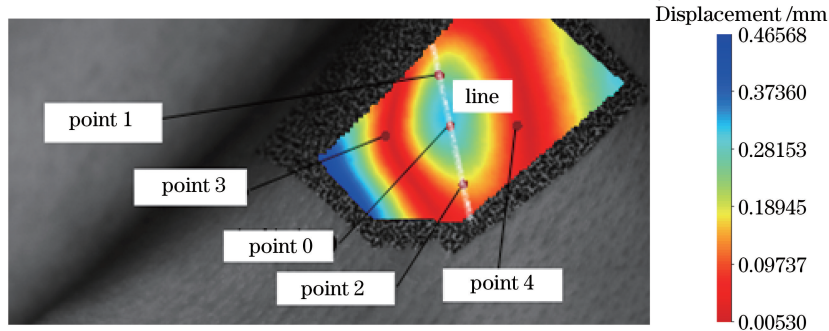 Displacement /mm
0.46568
0.37360
0.28153
0.18945
0.09737
0.00530
line
point 1
point 3
point 0
point 2
point 4